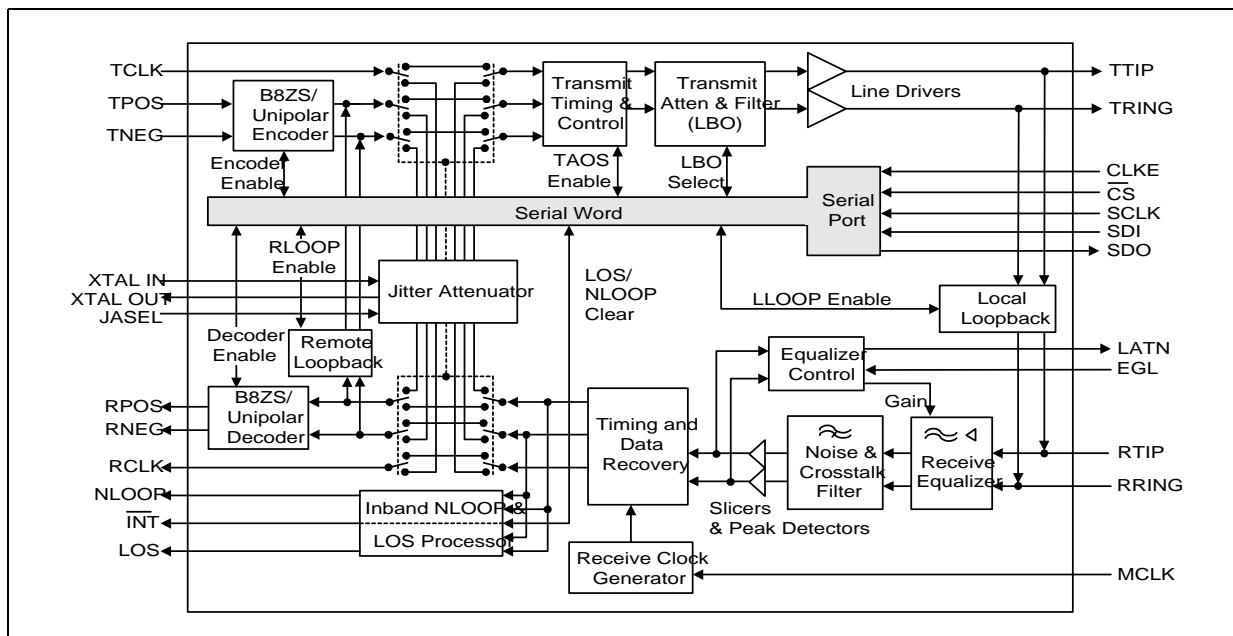 TCLK
TPOS
TNEG
B8ZS/
Unipolar
Encoder
Transmit
Timing &
Control
Transmit
Atten & Filter
(LBO)
Line Drivers
TTIP
TRING
Encoder
Enable
TAOS
Enable
LBO
Select
Serial Word
Serial
Port
CLKE
CS
SCLK
SDI
SDO
RLOOP
Enable
XTAL IN
XTAL OUT
JASEL
Jitter Attenuator
LOS/
NLOOP
Clear
LLOOP Enable
Local
Loopback
Decoder
Enable
Remote
Loopback
Equalizer
Control
LATN
EGL
Gain
B8ZS/
Unipolar
Decoder
RPOS
RNEG
RCLK
Timing and
Data
Recovery
Noise &
Crosstalk
Filter
Receive
Equalizer
RTIP
RRING
Slicers
& Peak Detectors
NLOOP
INT
LOS
Inband NLOOP &
LOS Processor
Receive Clock
Generator
MCLK